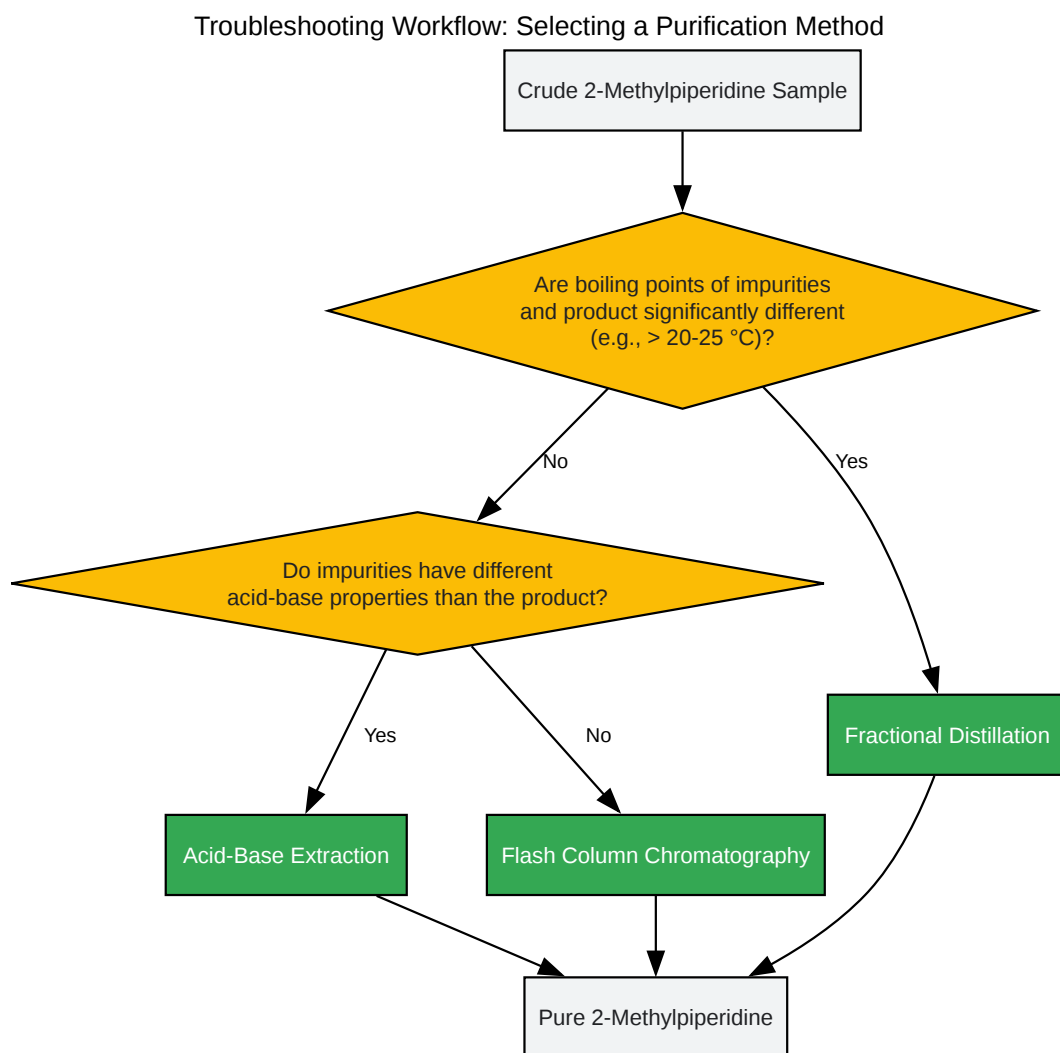 Troubleshooting Workflow: Selecting a Purification Method
Crude 2-Methylpiperidine Sample
Are boiling points of impurities
and product significantly different
(e.g., > 20-25 °C)?
No
Yes
Do impurities have different
acid-base properties than the product?
Yes
No
Fractional Distillation
Acid-Base Extraction
Flash Column Chromatography
Pure 2-Methylpiperidine